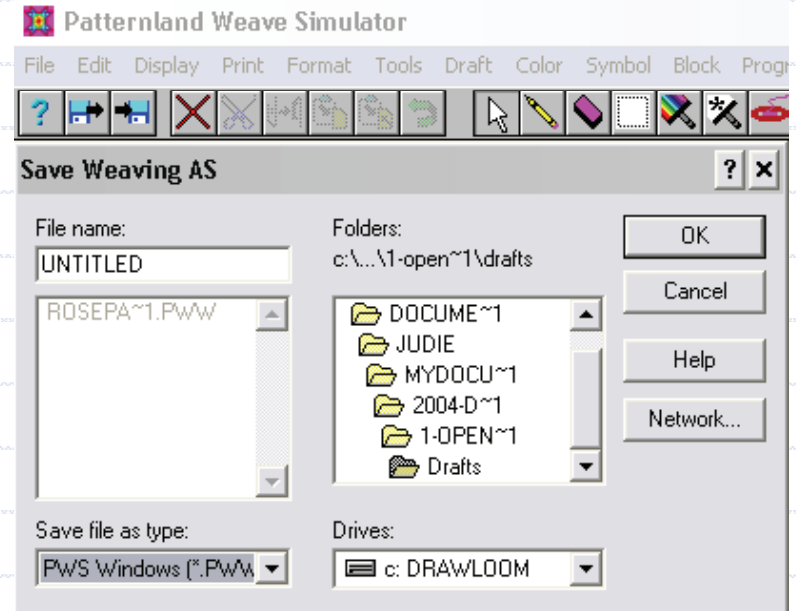 Patternland Weave Simulator
File Edit Display Print Format Tools Draft Color Symbol Block Progr
Save Weaving AS
File name:
UNTITLED
ROSEPA~1.PWW
Folders:
c:\...\1-open~1\drafts
DOCUME~1
JUDIE
MYDOCU~1
2004-D~1
1-OPEN~1
Drafts
OK
Cancel
Help
Network...
Save file as type:
PWS Windows (*.PWW
Drives:
c: DRAWLOOM